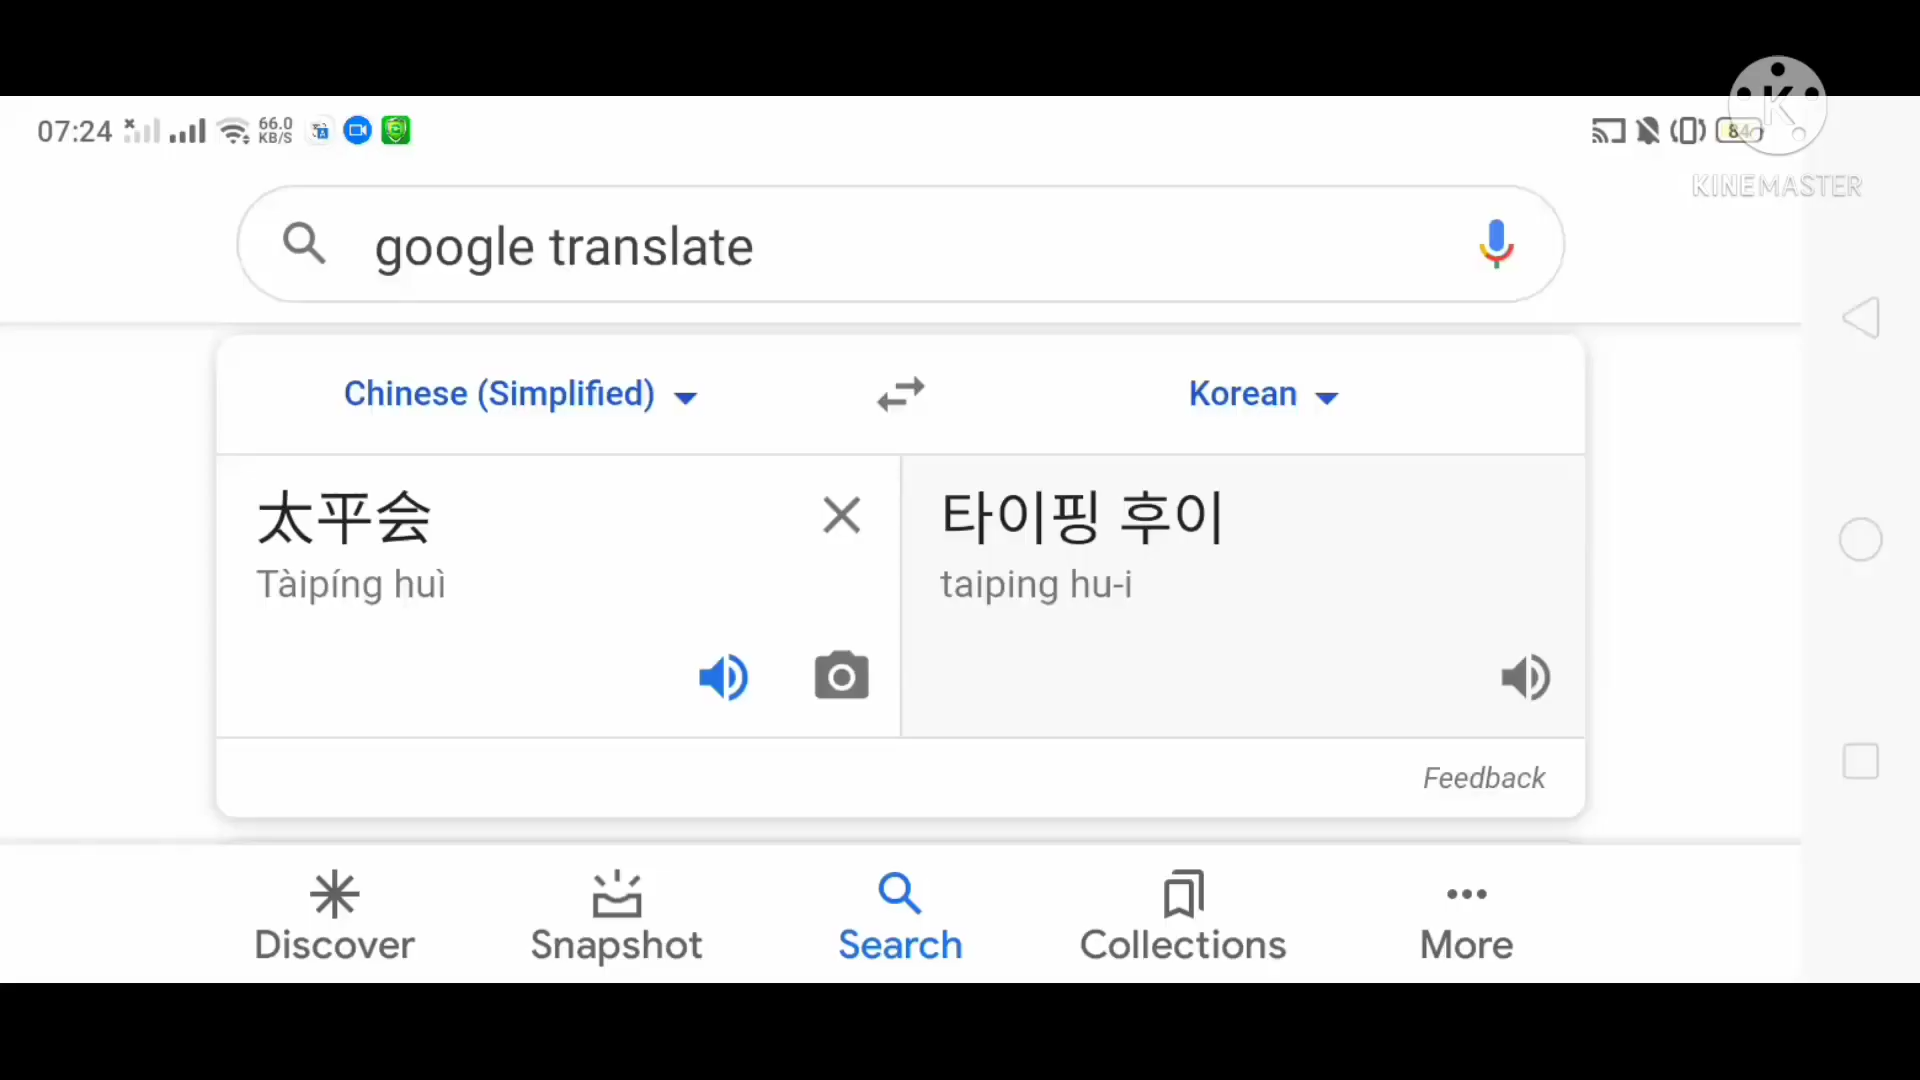 07:24
66.0
KB/S
84
K
KINEMASTER
google translate
Chinese (Simplified)
Korean
太平会
타이핑 후이
Tàipíng huì
taiping hu-i
Feedback
Discover
Snapshot
Search
Collections
More